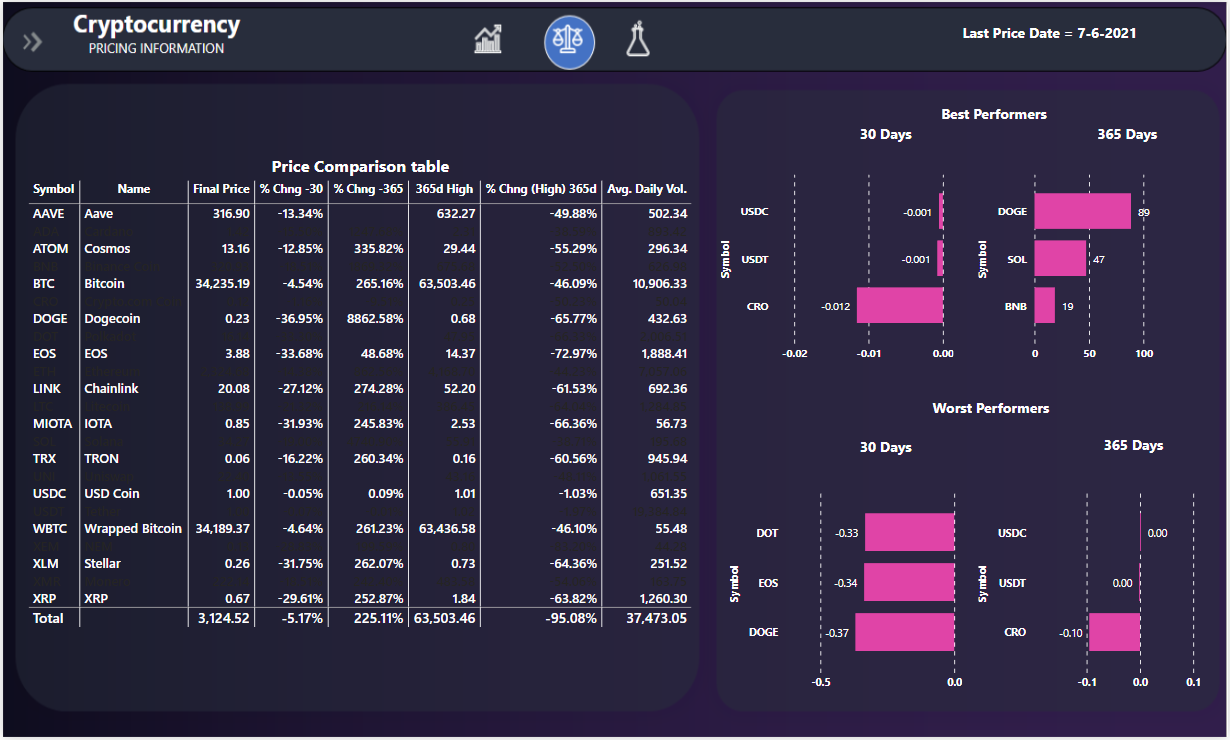 Cryptocurrency
PRICING INFORMATION
Last Price Date = 7-6-2021
Price Comparison table
Symbol Name Final Price % Chng -30 % Chng -365 365d High % Chng (High) 365d Avg. Daily Vol.
AAVE Aave 316.90 -13.34% 632.27 -49.88% 502.34
ATOM Cosmos 13.16 -12.85% 335.82% 29.44 -55.29% 296.34
BTC Bitcoin 34,235.19 -4.54% 265.16% 63,503.46 -46.09% 10,906.33
DOGE Dogecoin 0.23 -36.95% 8862.58% 0.68 -65.77% 432.63
EOS EOS 3.88 -33.68% 48.68% 14.37 -72.97% 1,888.41
LINK Chainlink 20.08 -27.12% 274.28% 52.20 -61.53% 692.36
MIOTA IOTA 0.85 -31.93% 245.83% 2.53 -66.36% 56.73
TRX TRON 0.06 -16.22% 260.34% 0.16 -60.56% 945.94
USDC USD Coin 1.00 -0.05% 0.09% 1.01 -1.03% 651.35
WBTC Wrapped Bitcoin 34,189.37 -4.64% 261.23% 63,436.58 -46.10% 55.48
XLM Stellar 0.26 -31.75% 262.07% 0.73 -64.36% 251.52
XRP XRP 0.67 -29.61% 252.87% 1.84 -63.82% 1,260.30
Total 3,124.52 -5.17% 225.11% 63,503.46 -95.08% 37,473.05
Best Performers
30 Days
Symbol
USDC -0.001
USDT -0.001
CRO -0.012
-0.02 -0.01 0.00
365 Days
Symbol
DOGE 89
SOL 47
BNB 19
0 50 100
Worst Performers
30 Days
Symbol
DOT -0.33
EOS -0.34
DOGE -0.37
-0.5 0.0
365 Days
Symbol
USDC 0.00
USDT 0.00
CRO -0.10
-0.1 0.0 0.1